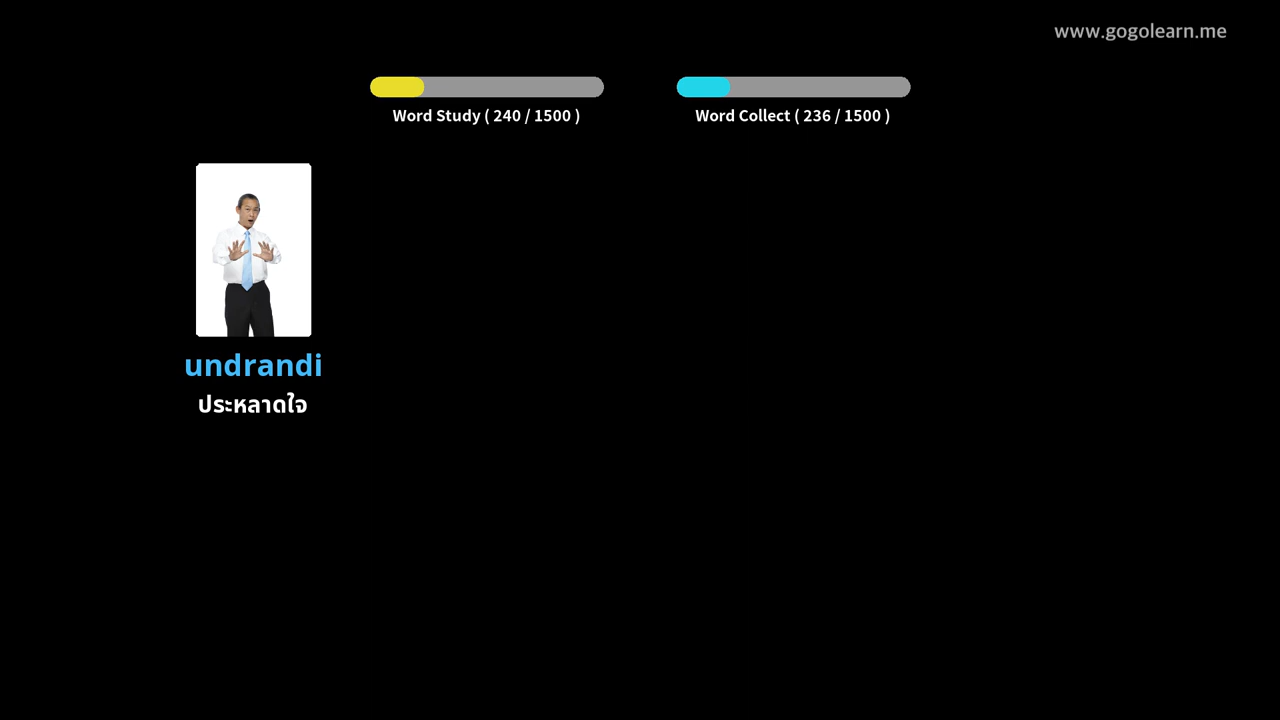 www.gogolearn.me
Word Study ( 240 / 1500 )
Word Collect ( 236 / 1500 )
undrandi
ประหลาดใจ